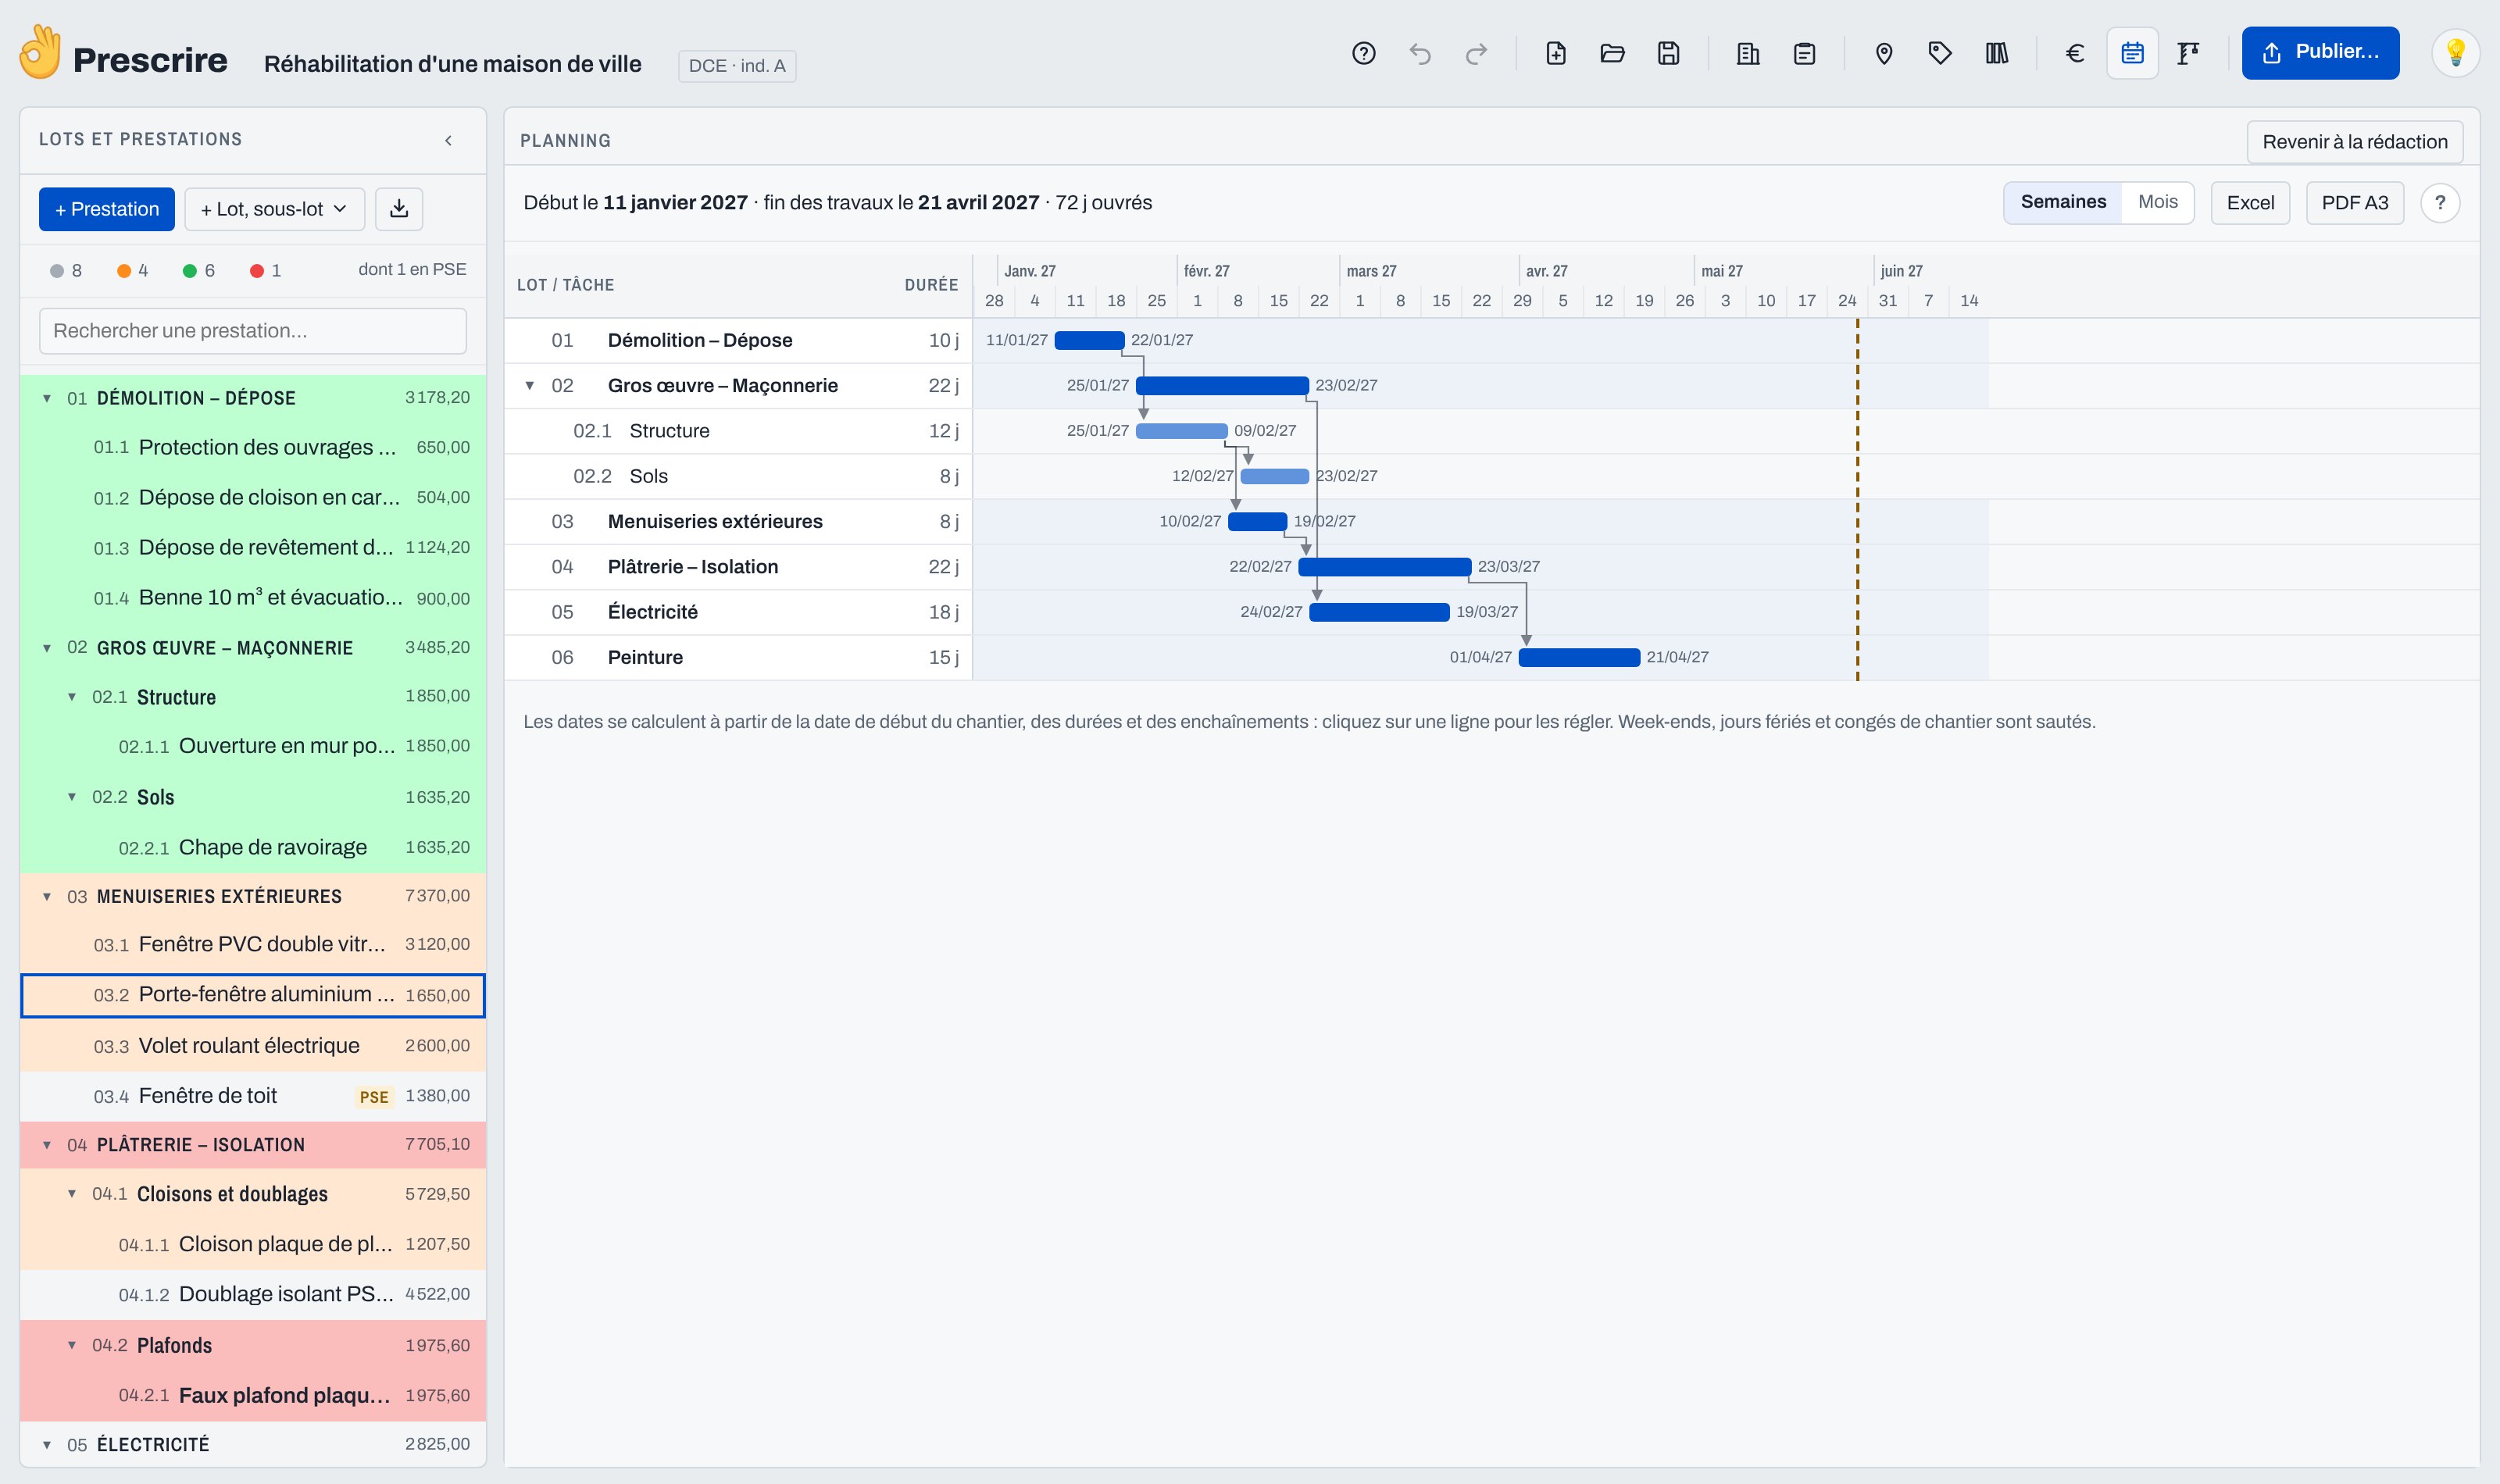 Prescrire
Réhabilitation d'une maison de ville
DCE · ind. A
Publier…
LOTS ET PRESTATIONS
+ Prestation
+ Lot, sous-lot
8 4 6 1 dont 1 en PSE
Rechercher une prestation…
01 DÉMOLITION – DÉPOSE 3 178,20
01.1 Protection des ouvrages … 650,00
01.2 Dépose de cloison en car… 504,00
01.3 Dépose de revêtement d… 1 124,20
01.4 Benne 10 m³ et évacuatio… 900,00
02 GROS ŒUVRE – MAÇONNERIE 3 485,20
02.1 Structure 1 850,00
02.1.1 Ouverture en mur po… 1 850,00
02.2 Sols 1 635,20
02.2.1 Chape de ravoirage 1 635,20
03 MENUISERIES EXTÉRIEURES 7 370,00
03.1 Fenêtre PVC double vitr… 3 120,00
03.2 Porte-fenêtre aluminium … 1 650,00
03.3 Volet roulant électrique 2 600,00
03.4 Fenêtre de toit PSE 1 380,00
04 PLÂTRERIE – ISOLATION 7 705,10
04.1 Cloisons et doublages 5 729,50
04.1.1 Cloison plaque de pl… 1 207,50
04.1.2 Doublage isolant PS… 4 522,00
04.2 Plafonds 1 975,60
04.2.1 Faux plafond plaqu… 1 975,60
05 ÉLECTRICITÉ 2 825,00
PLANNING
Revenir à la rédaction
Début le 11 janvier 2027 · fin des travaux le 21 avril 2027 · 72 j ouvrés
Semaines Mois Excel PDF A3 ?
LOT / TÂCHE DURÉE
Janv. 27 févr. 27 mars 27 avr. 27 mai 27 juin 27
28 4 11 18 25 1 8 15 22 1 8 15 22 29 5 12 19 26 3 10 17 24 31 7 14
01 Démolition – Dépose 10 j 11/01/27 22/01/27
02 Gros œuvre – Maçonnerie 22 j 25/01/27 23/02/27
02.1 Structure 12 j 25/01/27 09/02/27
02.2 Sols 8 j 12/02/27 23/02/27
03 Menuiseries extérieures 8 j 10/02/27 19/02/27
04 Plâtrerie – Isolation 22 j 22/02/27 23/03/27
05 Électricité 18 j 24/02/27 19/03/27
06 Peinture 15 j 01/04/27 21/04/27
Les dates se calculent à partir de la date de début du chantier, des durées et des enchaînements : cliquez sur une ligne pour les régler. Week-ends, jours fériés et congés de chantier sont sautés.